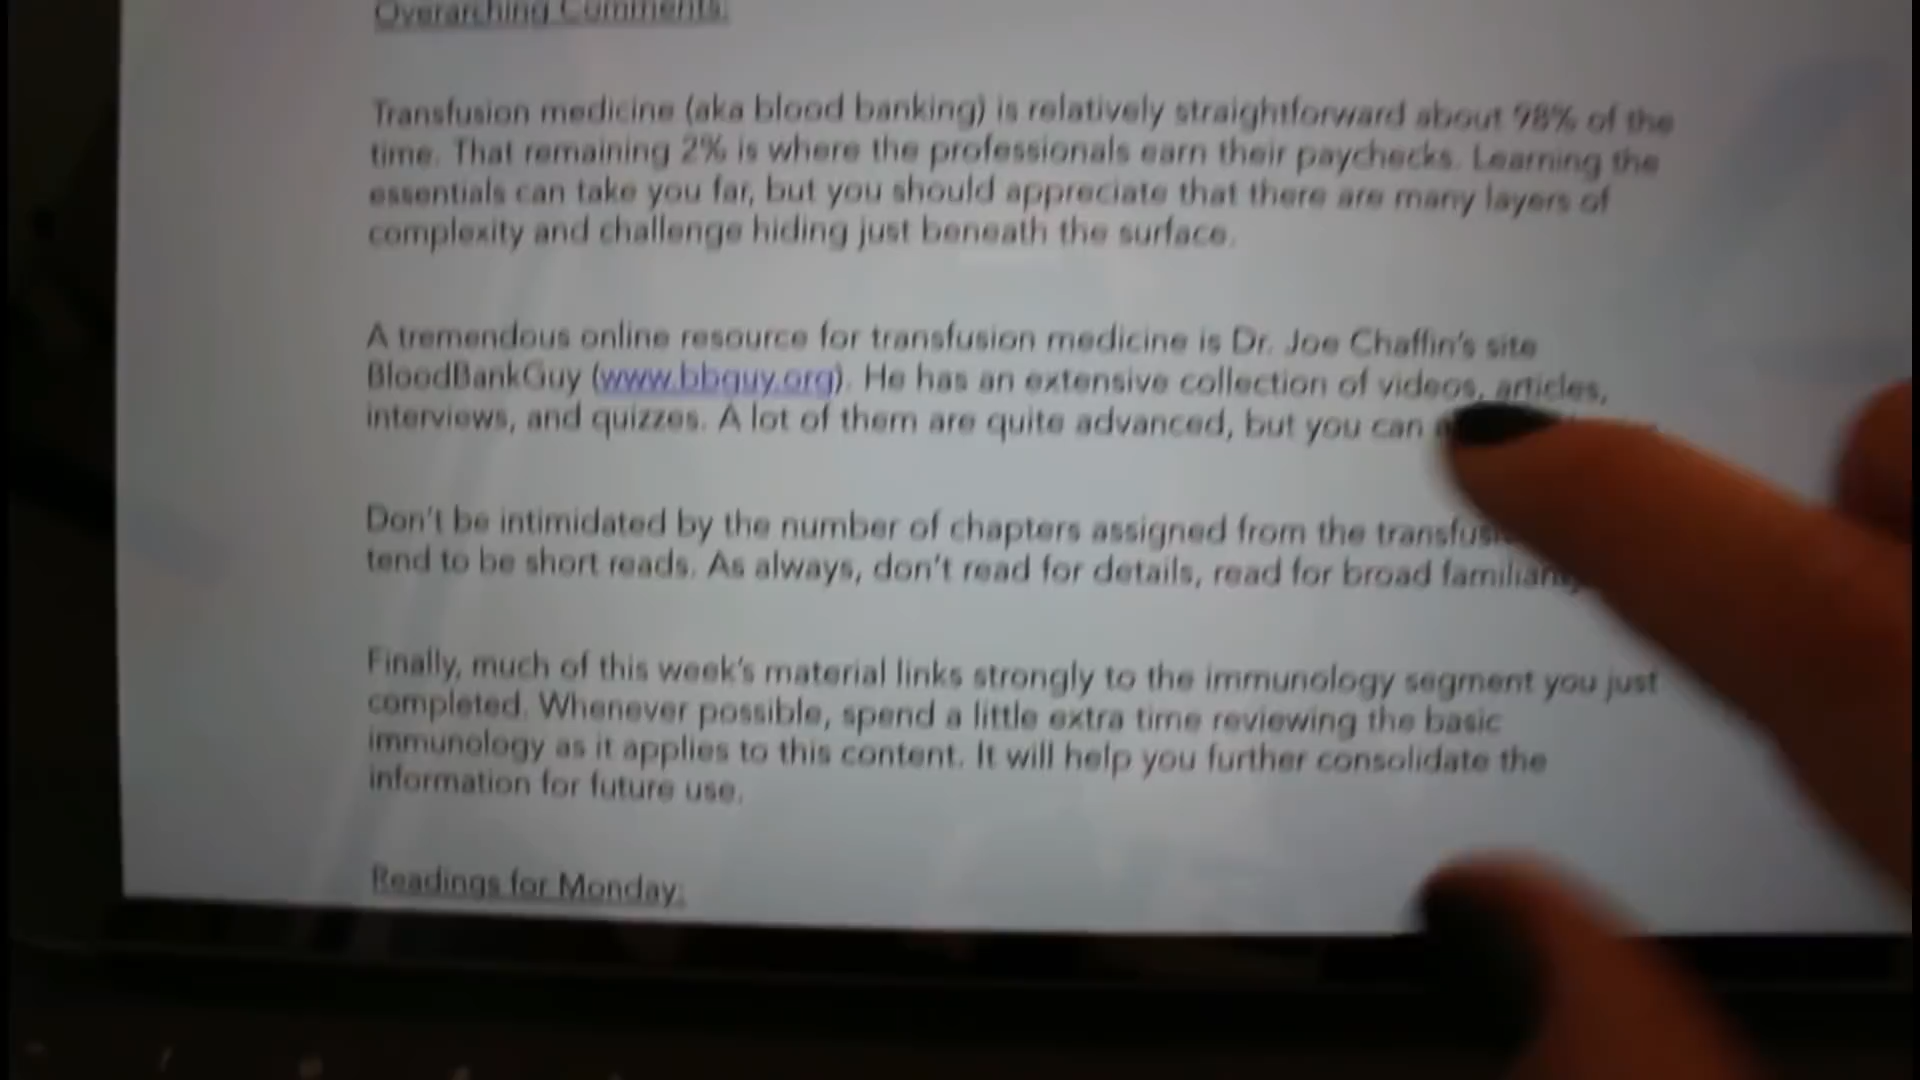 Overarching Comments:
Transfusion medicine (aka blood banking) is relatively straightforward about 98% of the
time. That remaining 2% is where the professionals earn their paychecks. Learning the
essentials can take you far, but you should appreciate that there are many layers of
complexity and challenge hiding just beneath the surface.
A tremendous online resource for transfusion medicine is Dr. Joe Chaffin's site
BloodBankGuy (www.bbguy.org). He has an extensive collection of videos, articles,
interviews, and quizzes. A lot of them are quite advanced, but you can
Don't be intimidated by the number of chapters assigned from the
tend to be short reads. As always, don't read for details, read for broad
Finally, much of this week's material links strongly to the immunology segment you just
completed. Whenever possible, spend a little extra time reviewing the basic
immunology as it applies to this content. It will help you further consolidate the
information for future use.
Readings for Monday: